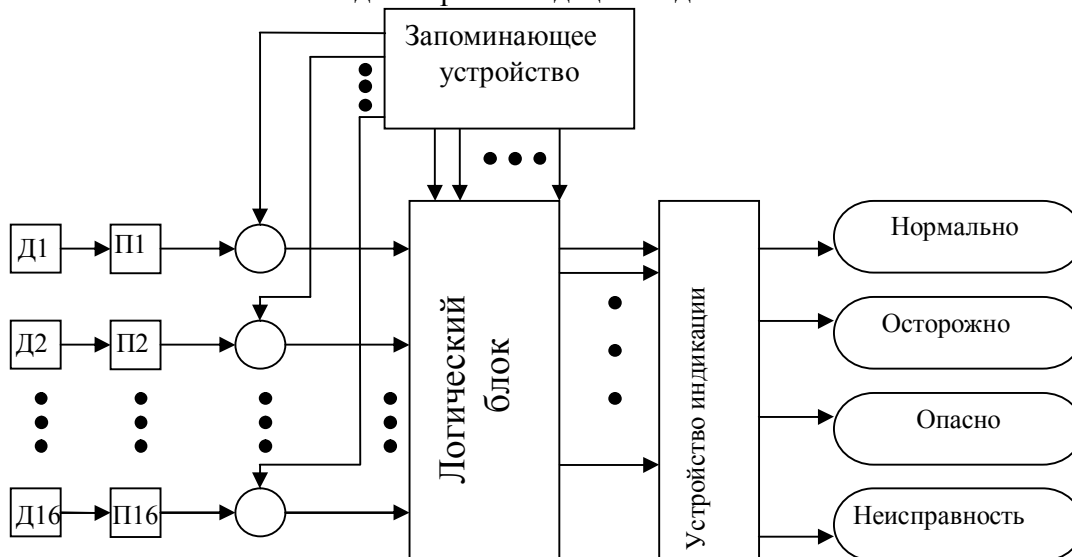 Запоминающее
устройство
Д1
П1
Нормально
Д2
П2
Осторожно
Логический
блок
Устройство индикации
Опасно
Д16
П16
Неисправность